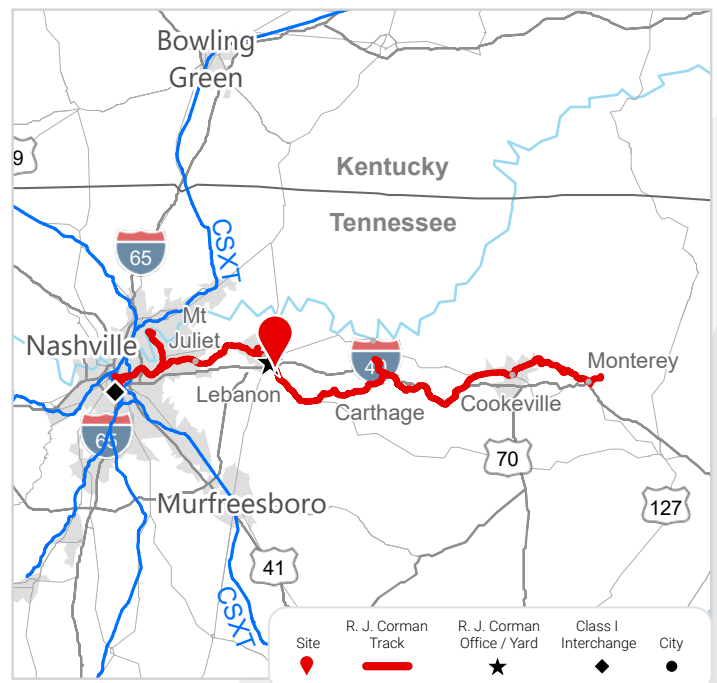 Bowling
Green
9
Kentucky
Tennessee
CSXT
65
Mt
Juliet
Nashville
40
Monterey
Lebanon
Carthage
Cookeville
65
70
Murfreesboro
127
41
CSXT
Site
R. J. Corman
Track
R. J. Corman
Office / Yard
Class I
Interchange
City